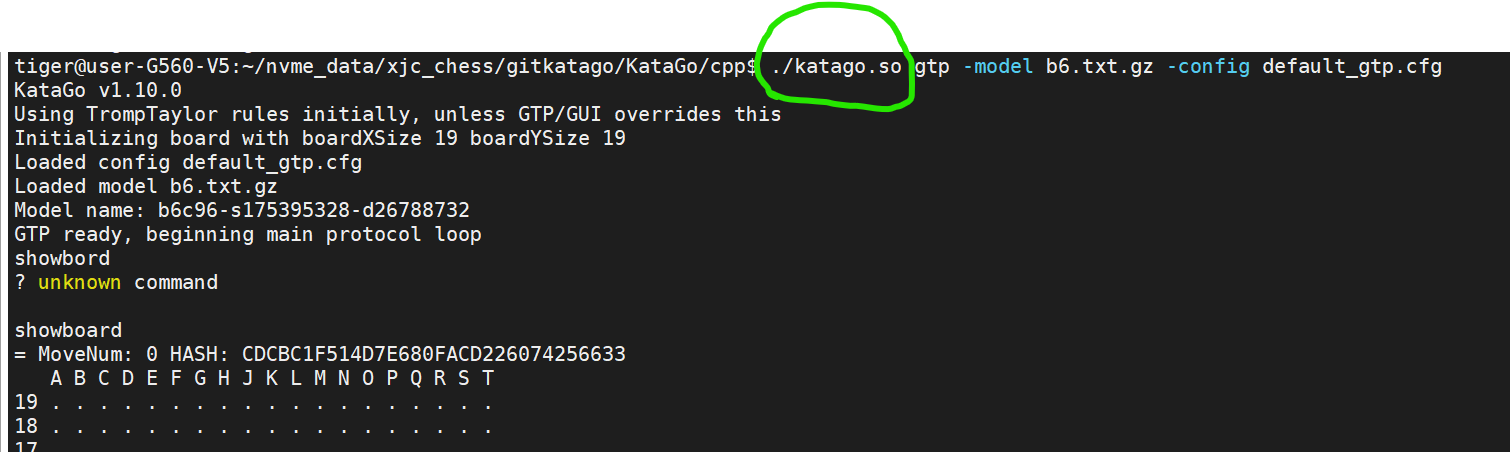 tiger@user-G560-V5:~/nvme_data/xjc_chess/gitkatago/KataGo/cpp$ ./katago.so gtp -model b6.txt.gz -config default_gtp.cfg
KataGo v1.10.0
Using TrompTaylor rules initially, unless GTP/GUI overrides this
Initializing board with boardXSize 19 boardYSize 19
Loaded config default_gtp.cfg
Loaded model b6.txt.gz
Model name: b6c96-s175395328-d26788732
GTP ready, beginning main protocol loop
showbord
? unknown command
showboard
= MoveNum: 0 HASH: CDCBC1F514D7E680FACD226074256633
A B C D E F G H J K L M N O P Q R S T
19 . . . . . . . . . . . . . . . . . . .
18 . . . . . . . . . . . . . . . . . . .
17